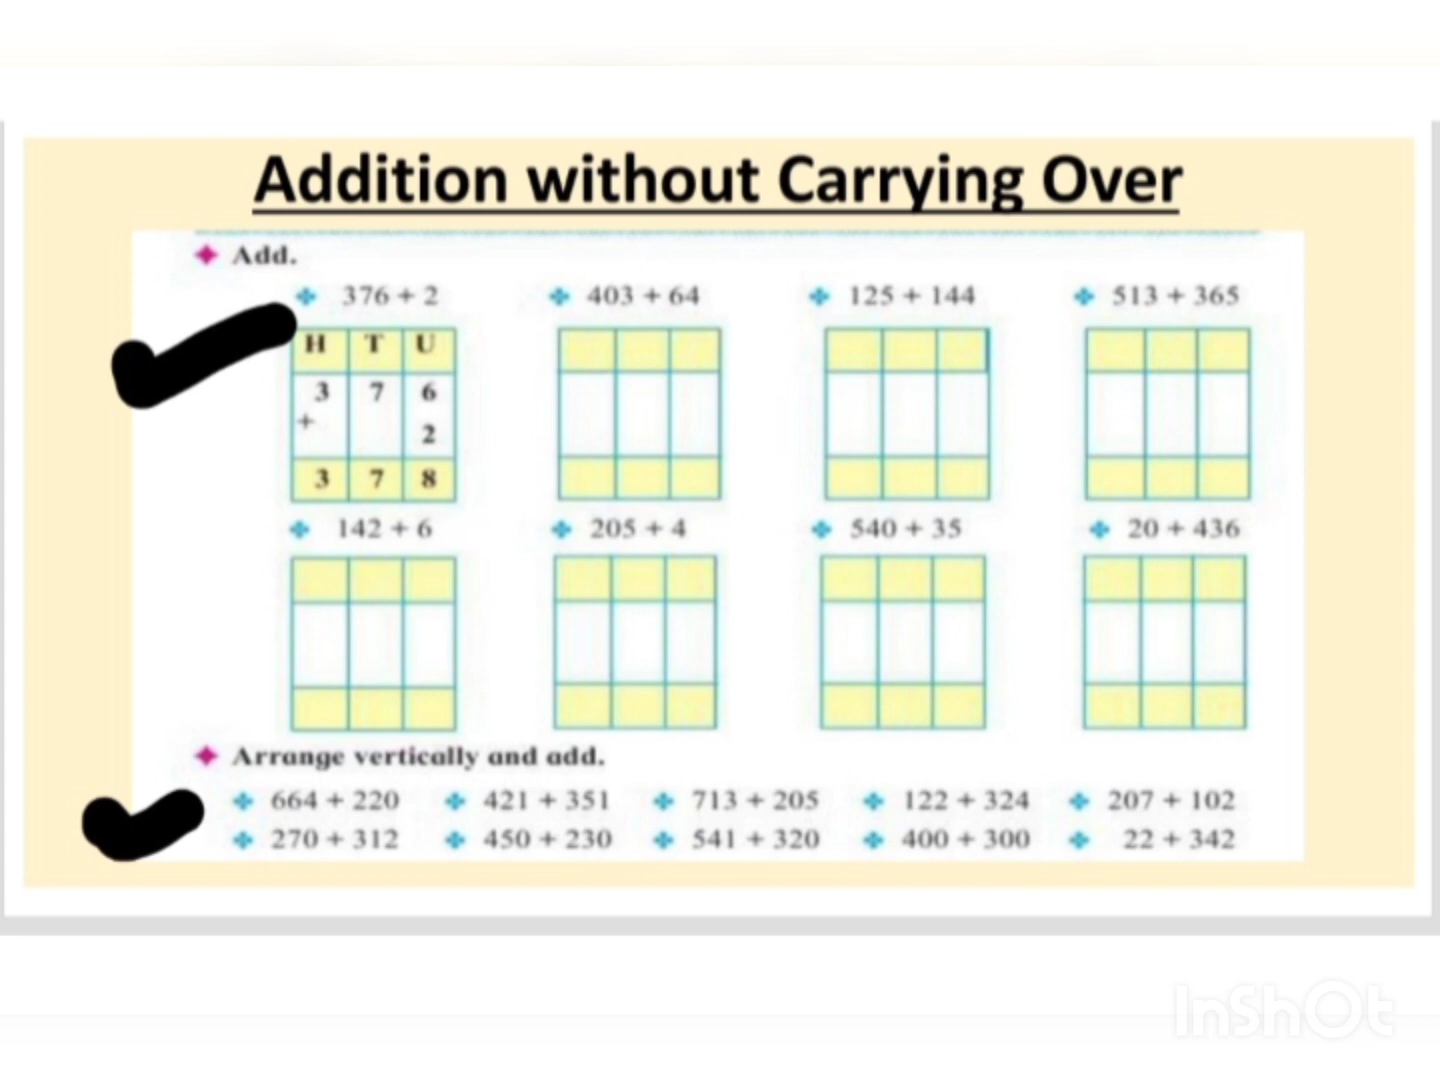 Addition without Carrying Over
Add.
376 + 2 403 + 64 125 + 144 513 + 365
H T U
3 7 6
+ 2
3 7 8
142 + 6 205 + 4 540 + 35 20 + 436
Arrange vertically and add.
664 + 220 421 + 351 713 + 205 122 + 324 207 + 102
270 + 312 450 + 230 541 + 320 400 + 300 22 + 342
InShOt